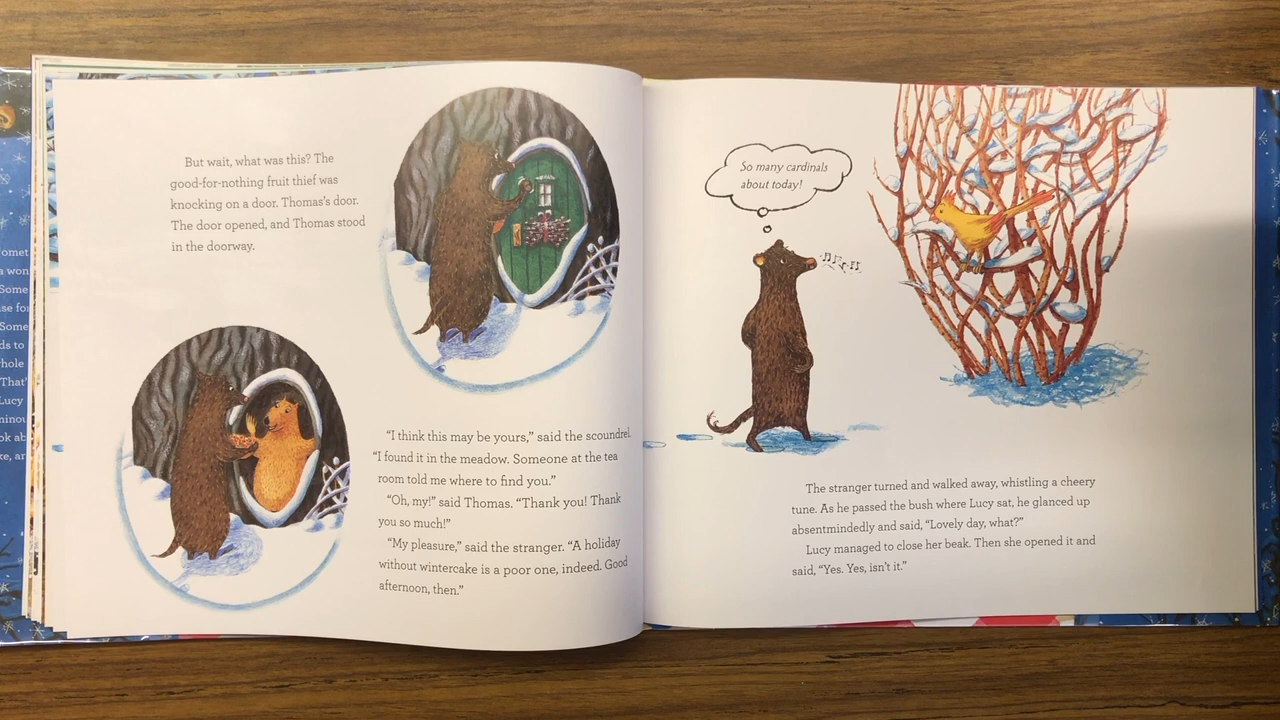 But wait, what was this? The
good-for-nothing fruit thief was
knocking on a door. Thomas's door.
The door opened, and Thomas stood
in the doorway.
"I think this may be yours," said the scoundrel.
"I found it in the meadow. Someone at the tea
room told me where to find you."
"Oh, my!" said Thomas. "Thank you! Thank
you so much!"
"My pleasure," said the stranger. "A holiday
without wintercake is a poor one, indeed. Good
afternoon, then."
So many cardinals
about today!
The stranger turned and walked away, whistling a cheery
tune. As he passed the bush where Lucy sat, he glanced up
absentmindedly and said, "Lovely day, what?"
Lucy managed to close her beak. Then she opened it and
said, "Yes. Yes, isn't it."